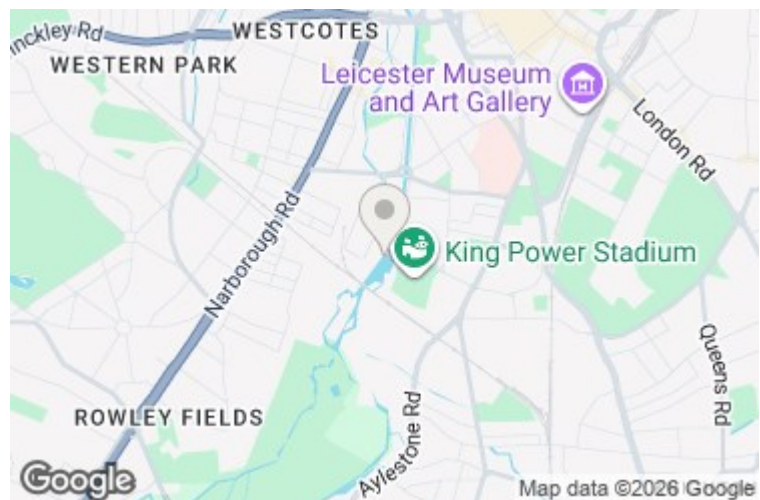 inckley Rd
WESTCOTES
WESTERN PARK
Leicester Museum
and Art Gallery
London Rd
Narborough Rd
King Power Stadium
Queens Rd
ROWLEY FIELDS
Aylestone Rd
Google
Map data ©2026 Google